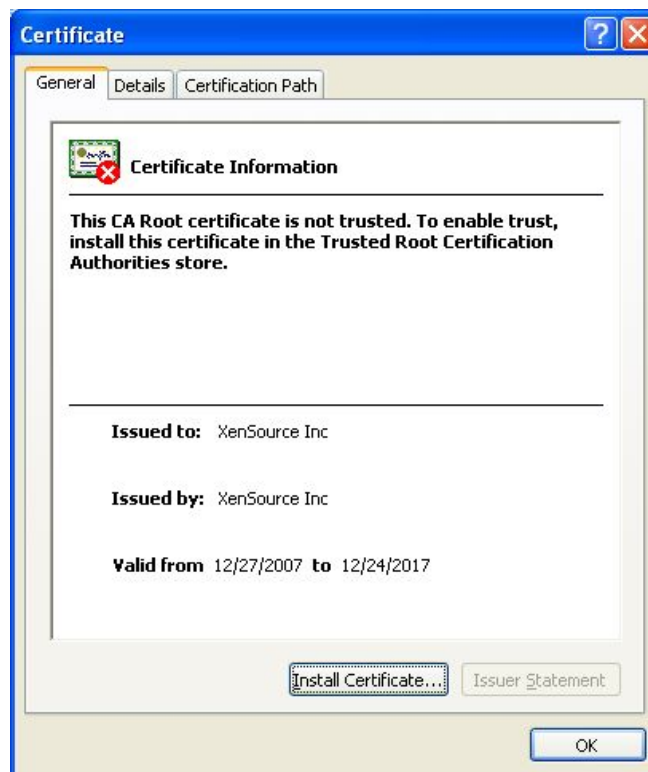 Certificate
General Details Certification Path
Certificate Information
This CA Root certificate is not trusted. To enable trust,
install this certificate in the Trusted Root Certification
Authorities store.
Issued to: XenSource Inc
Issued by: XenSource Inc
Valid from 12/27/2007 to 12/24/2017
Install Certificate... Issuer Statement
OK